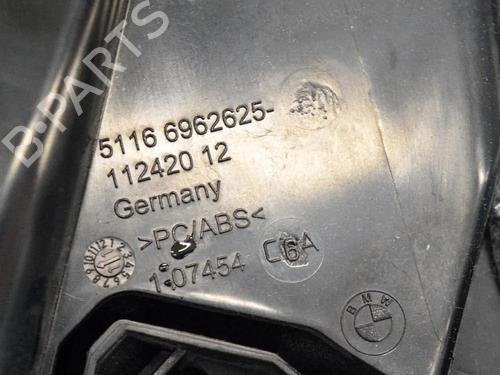 B-PARTS
5116 6962625-
112420 12
Germany
>PC/ABS<
1 07454 C6A
BMW